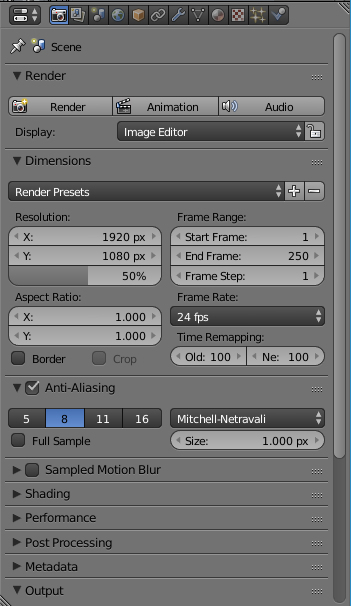 Scene
Render
Render Animation Audio
Display: Image Editor
Dimensions
Render Presets
Resolution: Frame Range:
X: 1920 px Start Frame: 1
Y: 1080 px End Frame: 250
50% Frame Step: 1
Aspect Ratio: Frame Rate:
X: 1.000 24 fps
Y: 1.000 Time Remapping:
Border Crop Old: 100 Ne: 100
Anti-Aliasing
5 8 11 16 Mitchell-Netravali
Full Sample Size: 1.000 px
Sampled Motion Blur
Shading
Performance
Post Processing
Metadata
Output